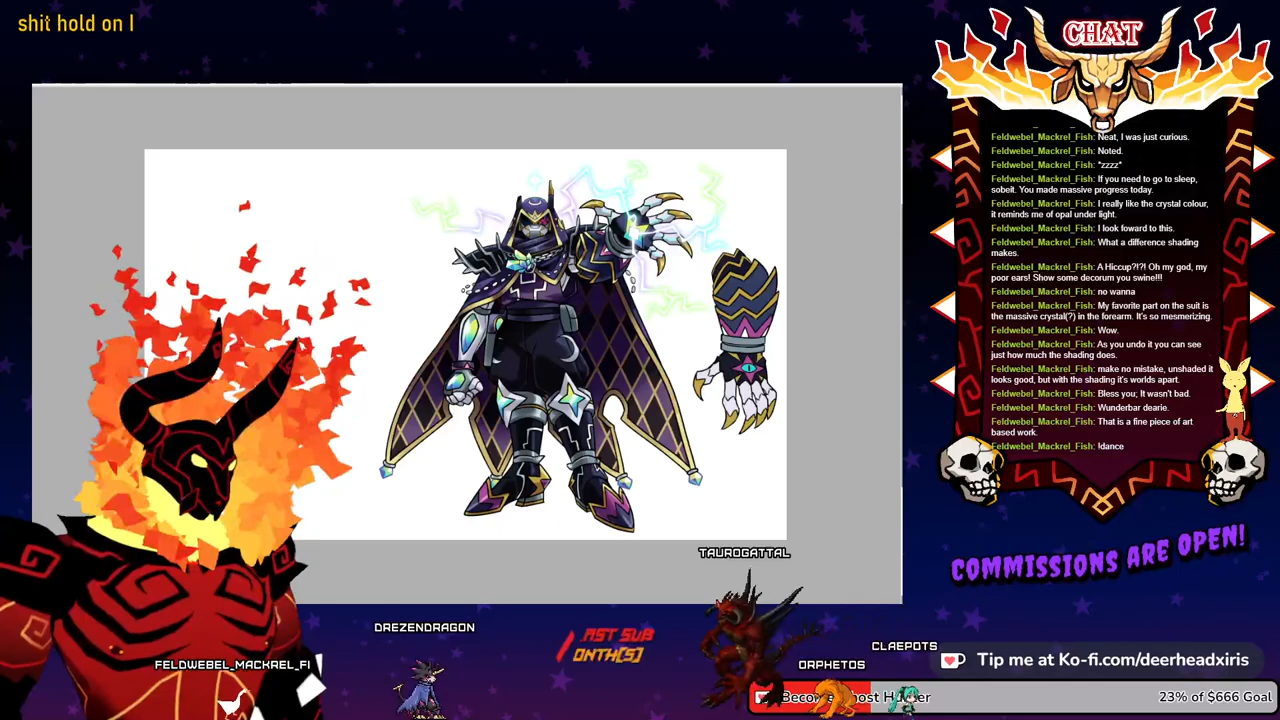 shit hold on I
CHAT
Feldwebel_Mackrel_Fish: Neat, I was just curious.
Feldwebel_Mackrel_Fish: Noted.
Feldwebel_Mackrel_Fish: *zzzz*
Feldwebel_Mackrel_Fish: If you need to go to sleep,
sobeit. You made massive progress today.
Feldwebel_Mackrel_Fish: I really like the crystal colour,
it reminds me of opal under light.
Feldwebel_Mackrel_Fish: I look foward to this.
Feldwebel_Mackrel_Fish: What a difference shading
makes.
Feldwebel_Mackrel_Fish: A Hiccup?!?! Oh my god, my
poor ears! Show some decorum you swine!!!
Feldwebel_Mackrel_Fish: no wanna
Feldwebel_Mackrel_Fish: My favorite part on the suit is
the massive crystal(?) in the forearm. It's so mesmerizing.
Feldwebel_Mackrel_Fish: Wow.
Feldwebel_Mackrel_Fish: As you undo it you can see
just how much the shading does.
Feldwebel_Mackrel_Fish: make no mistake, unshaded it
looks good, but with the shading it's worlds apart.
Feldwebel_Mackrel_Fish: Bless you; It wasn't bad.
Feldwebel_Mackrel_Fish: Wunderbar dearie.
Feldwebel_Mackrel_Fish: That is a fine piece of art
based work.
Feldwebel_Mackrel_Fish: !dance
COMMISSIONS ARE OPEN!
TAUROGATTAL
DREZENDRAGON
AST SUB
ONTH(S)
CLAEPOTS
ORPHETOS
FELDWEBEL_MACKREL_FI
Tip me at Ko-fi.com/deerheadxiris
23% of $666 Goal